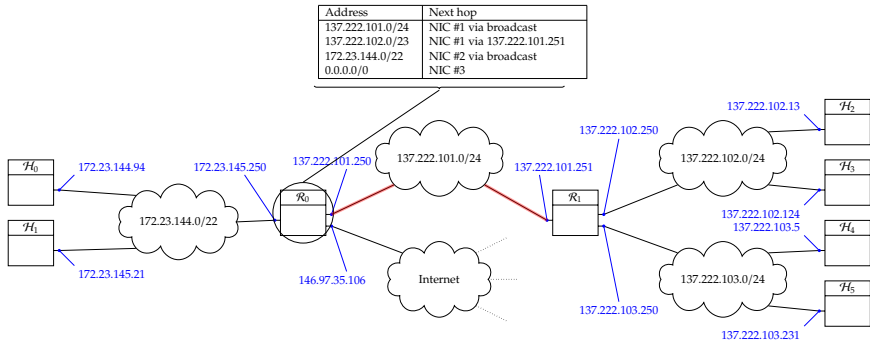 Address Next hop
137.222.101.0/24 NIC #1 via broadcast
137.222.102.0/23 NIC #1 via 137.222.101.251
172.23.144.0/22 NIC #2 via broadcast
0.0.0.0/0 NIC #3
H0
172.23.144.94
H1
172.23.145.21
172.23.144.0/22
172.23.145.250
R0
137.222.101.250
146.97.35.106
137.222.101.0/24
Internet
137.222.101.251
R1
137.222.102.250
137.222.103.250
137.222.102.0/24
137.222.103.0/24
137.222.102.13
H2
H3
137.222.102.124
137.222.103.5
H4
H5
137.222.103.231